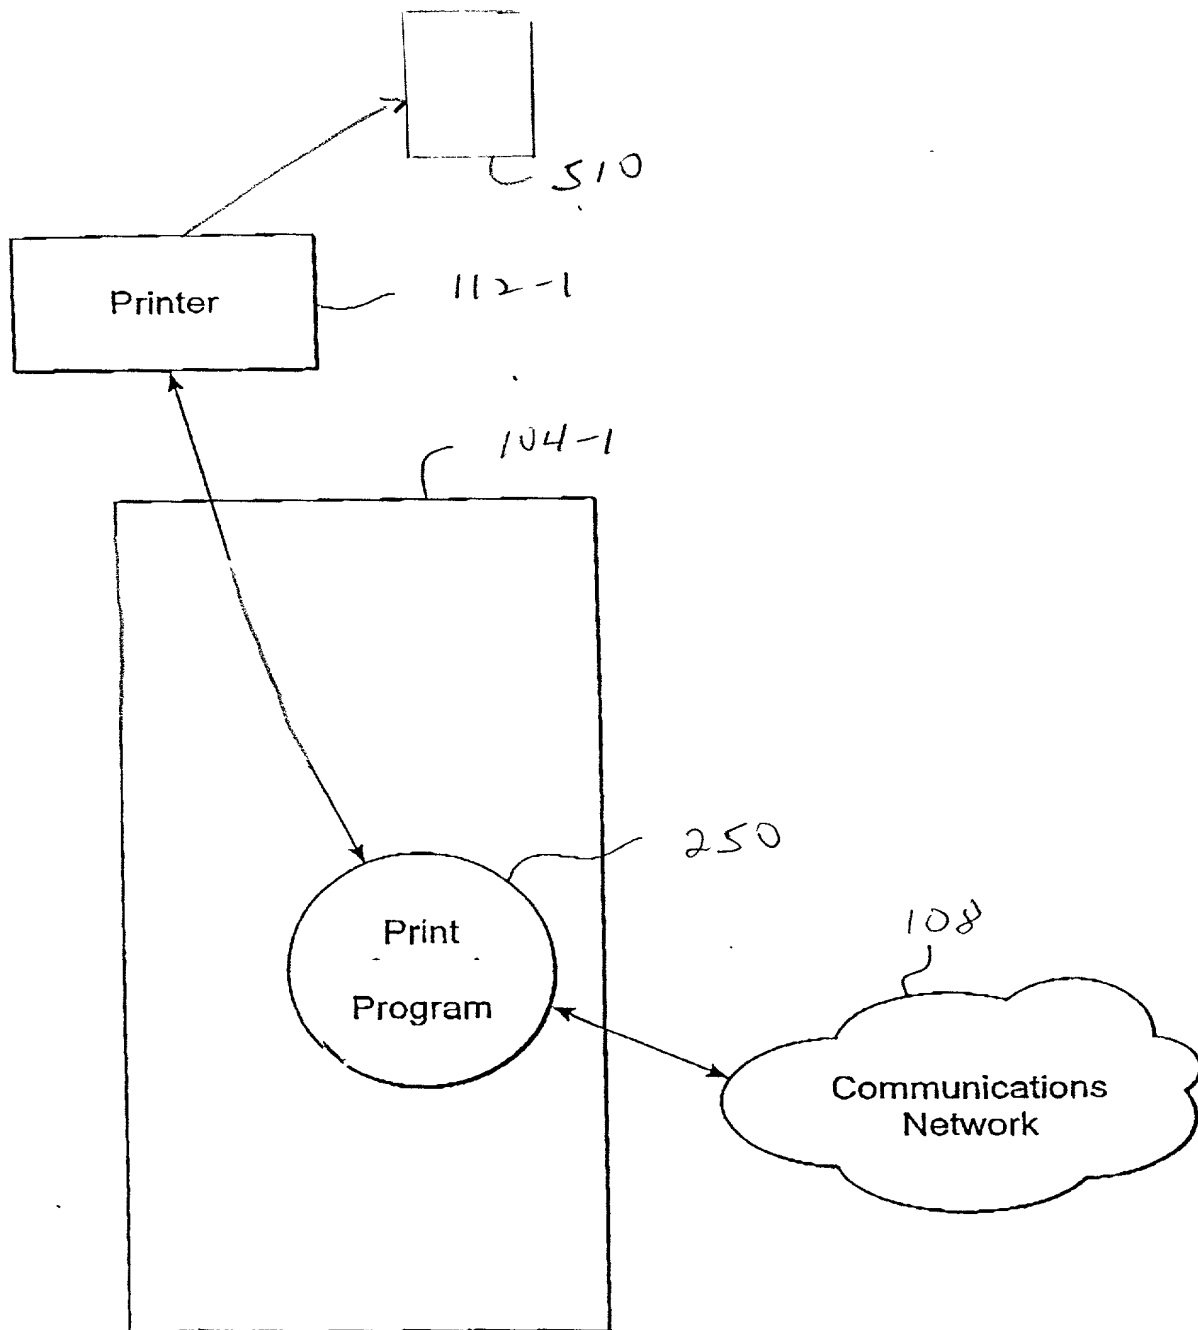 510
Printer
112-1
104-1
250
Print
Program
108
Communications
Network